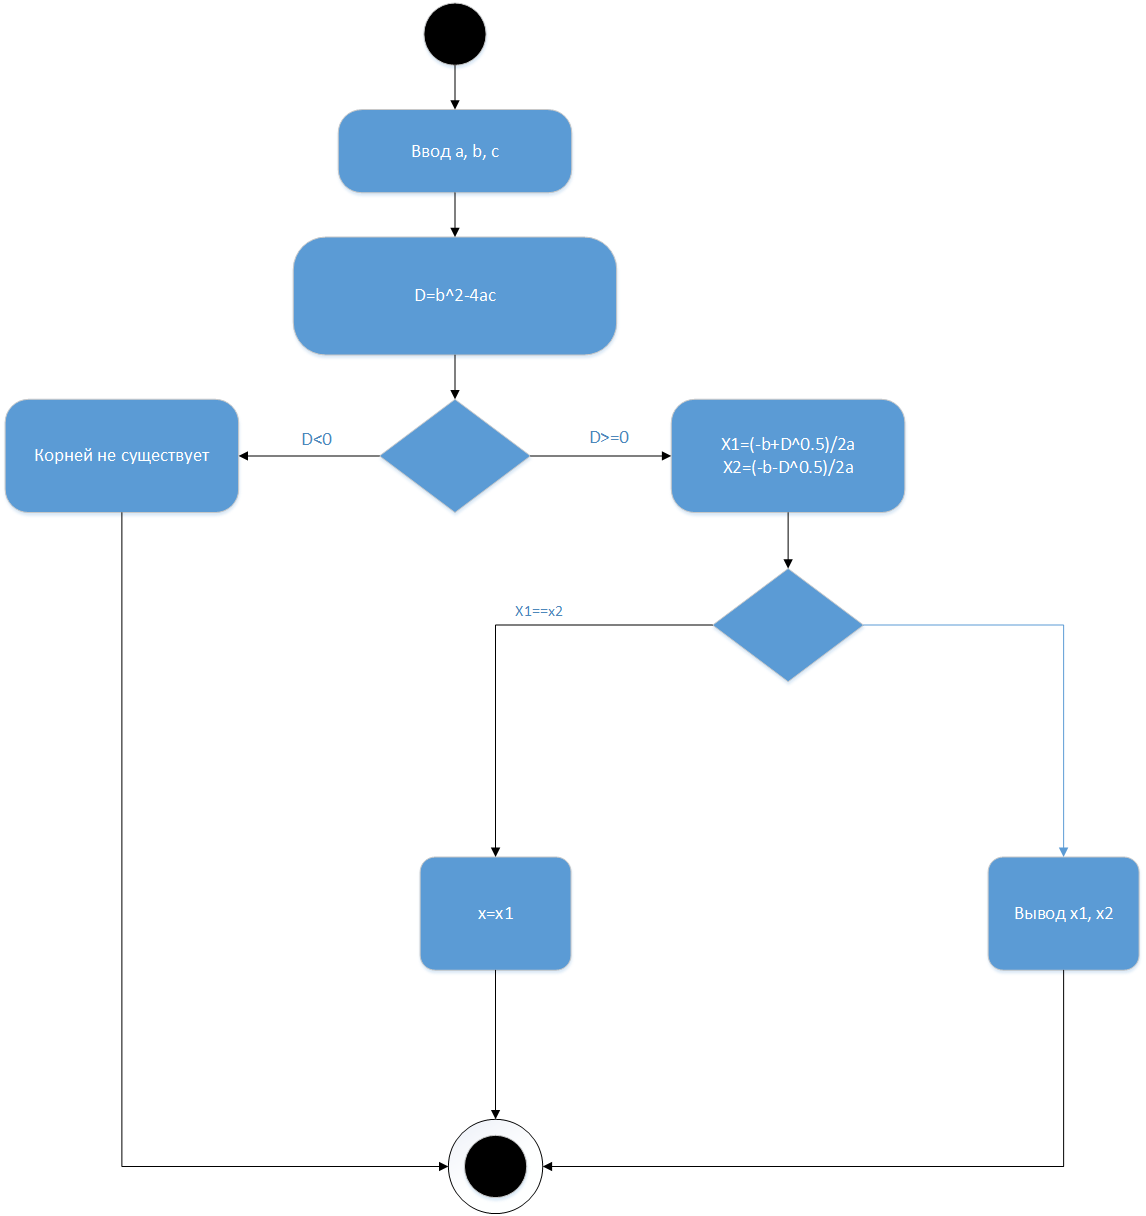 Ввод a, b, c
D=b^2-4ac
D<0
D>=0
Корней не существует
X1=(-b+D^0.5)/2a
X2=(-b-D^0.5)/2a
X1==x2
x=x1
Вывод x1, x2